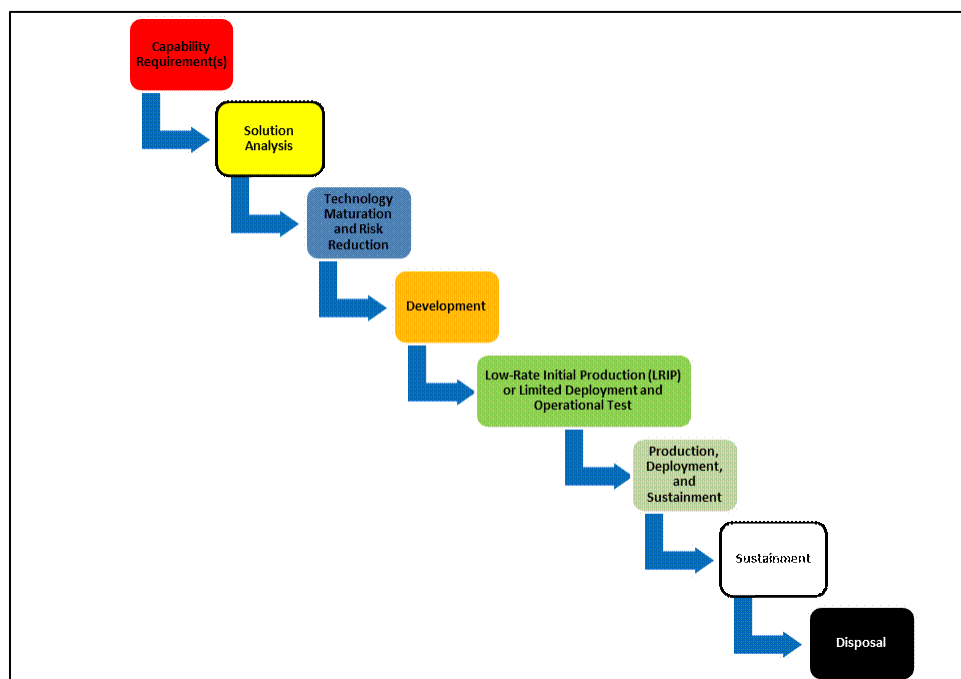 Capability
Requirement(s)
Solution
Analysis
Technology
Maturation
and Risk
Reduction
Development
Low-Rate Initial Production (LRIP)
or Limited Deployment and
Operational Test
Production,
Deployment,
and
Sustainment
Sustainment
Disposal